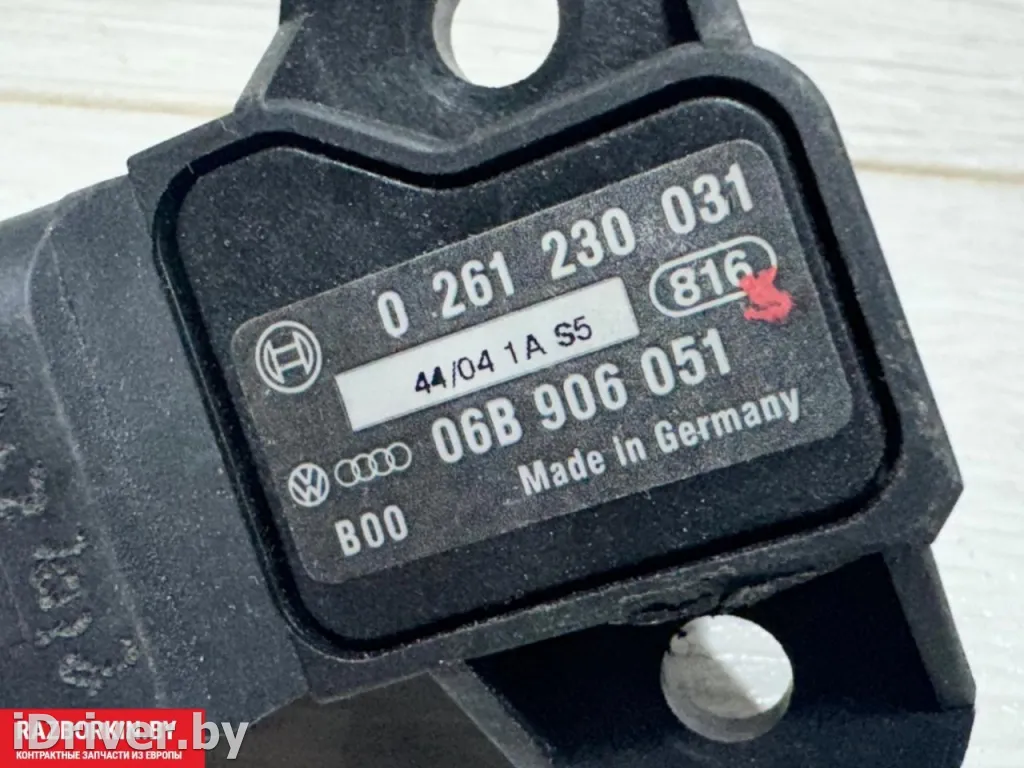 0 261 230 031
816
44/04 1A S5
06B 906 051
Made in Germany
B00
RAZBORKIN.BY
iDriver.by
КОНТРАКТНЫЕ ЗАПЧАСТИ ИЗ ЕВРОПЫ